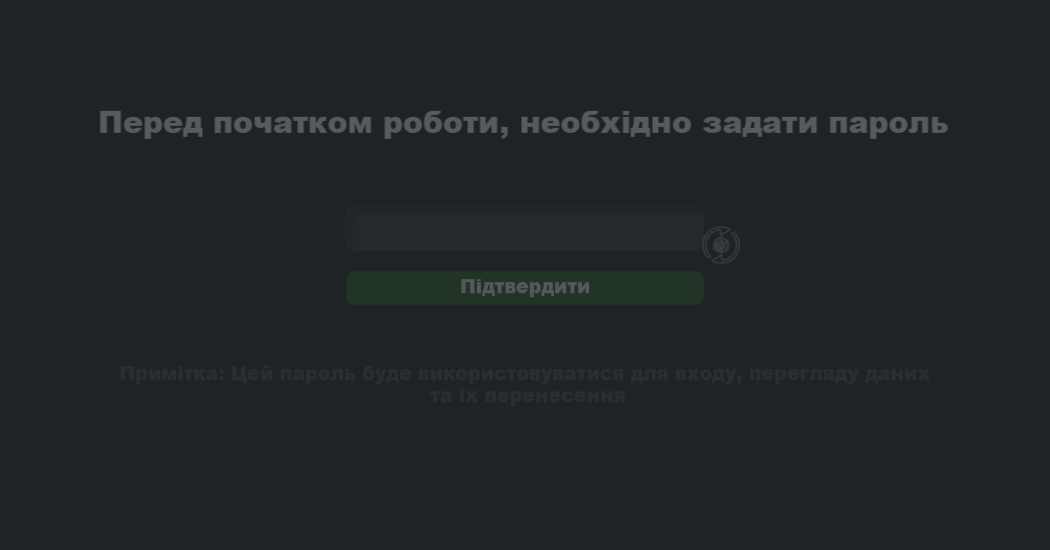 Перед початком роботи, необхідно задати пароль
Підтвердити
Примітка: Цей пароль буде використовуватися для входу, перегляду даних
та їх перенесення